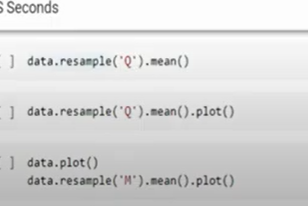 S Seconds
[ ] data.resample('Q').mean()
[ ] data.resample('Q').mean().plot()
[ ] data.plot()
data.resample('M').mean().plot()